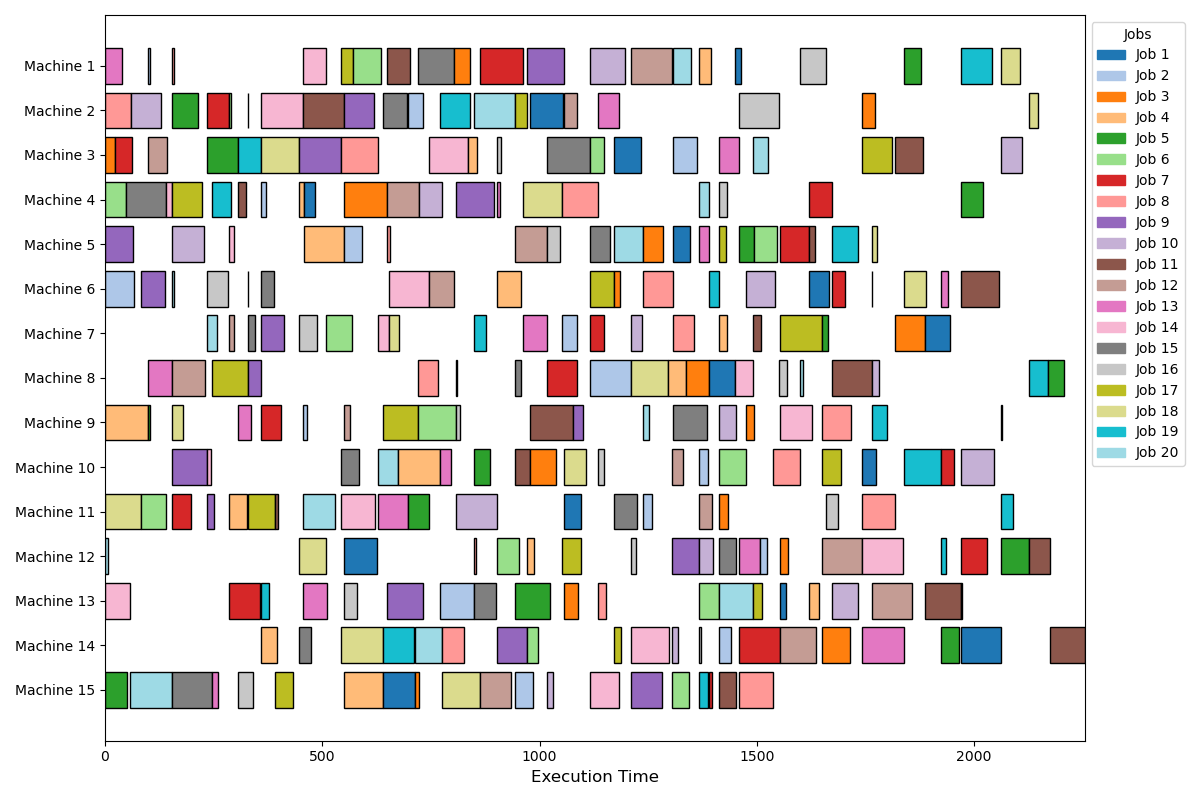 Machine 1
Machine 2
Machine 3
Machine 4
Machine 5
Machine 6
Machine 7
Machine 8
Machine 9
Machine 10
Machine 11
Machine 12
Machine 13
Machine 14
Machine 15
0
500
1000
1500
2000
Execution Time
Jobs
Job 1
Job 2
Job 3
Job 4
Job 5
Job 6
Job 7
Job 8
Job 9
Job 10
Job 11
Job 12
Job 13
Job 14
Job 15
Job 16
Job 17
Job 18
Job 19
Job 20